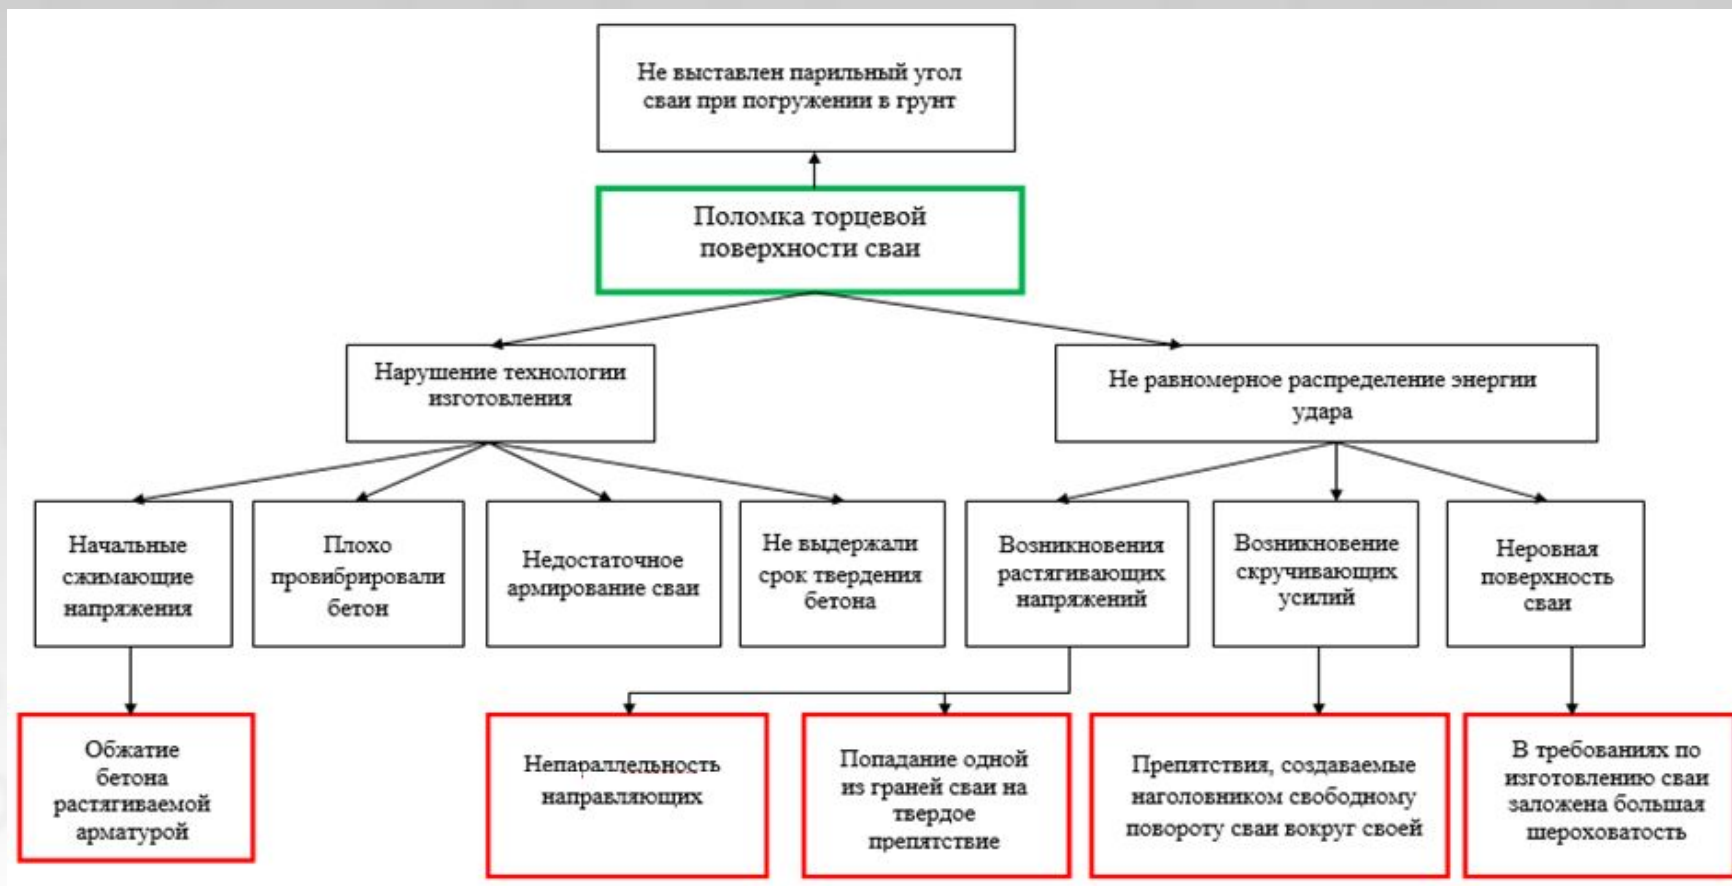 Не выставлен парильный угол
сваи при погружении в грунт
Поломка торцевой
поверхности сваи
Нарушение технологии
изготовления
Не равномерное распределение энергии
удара
Начальные
сжимающие
напряжения
Плохо
провибрировали
бетон
Недостаточное
армирование сваи
Не выдержали
срок твердения
бетона
Возникновения
растягивающих
напряжений
Возникновение
скручивающих
усилий
Неровная
поверхность
сваи
Обжатие
бетона
растягиваемой
арматурой
Непараллельность
направляющих
Попадание одной
из граней сваи на
твердое
препятствие
Препятствия, создаваемые
наголовником свободному
повороту сваи вокруг своей
В требованиях по
изготовлению сваи
заложена большая
шероховатость